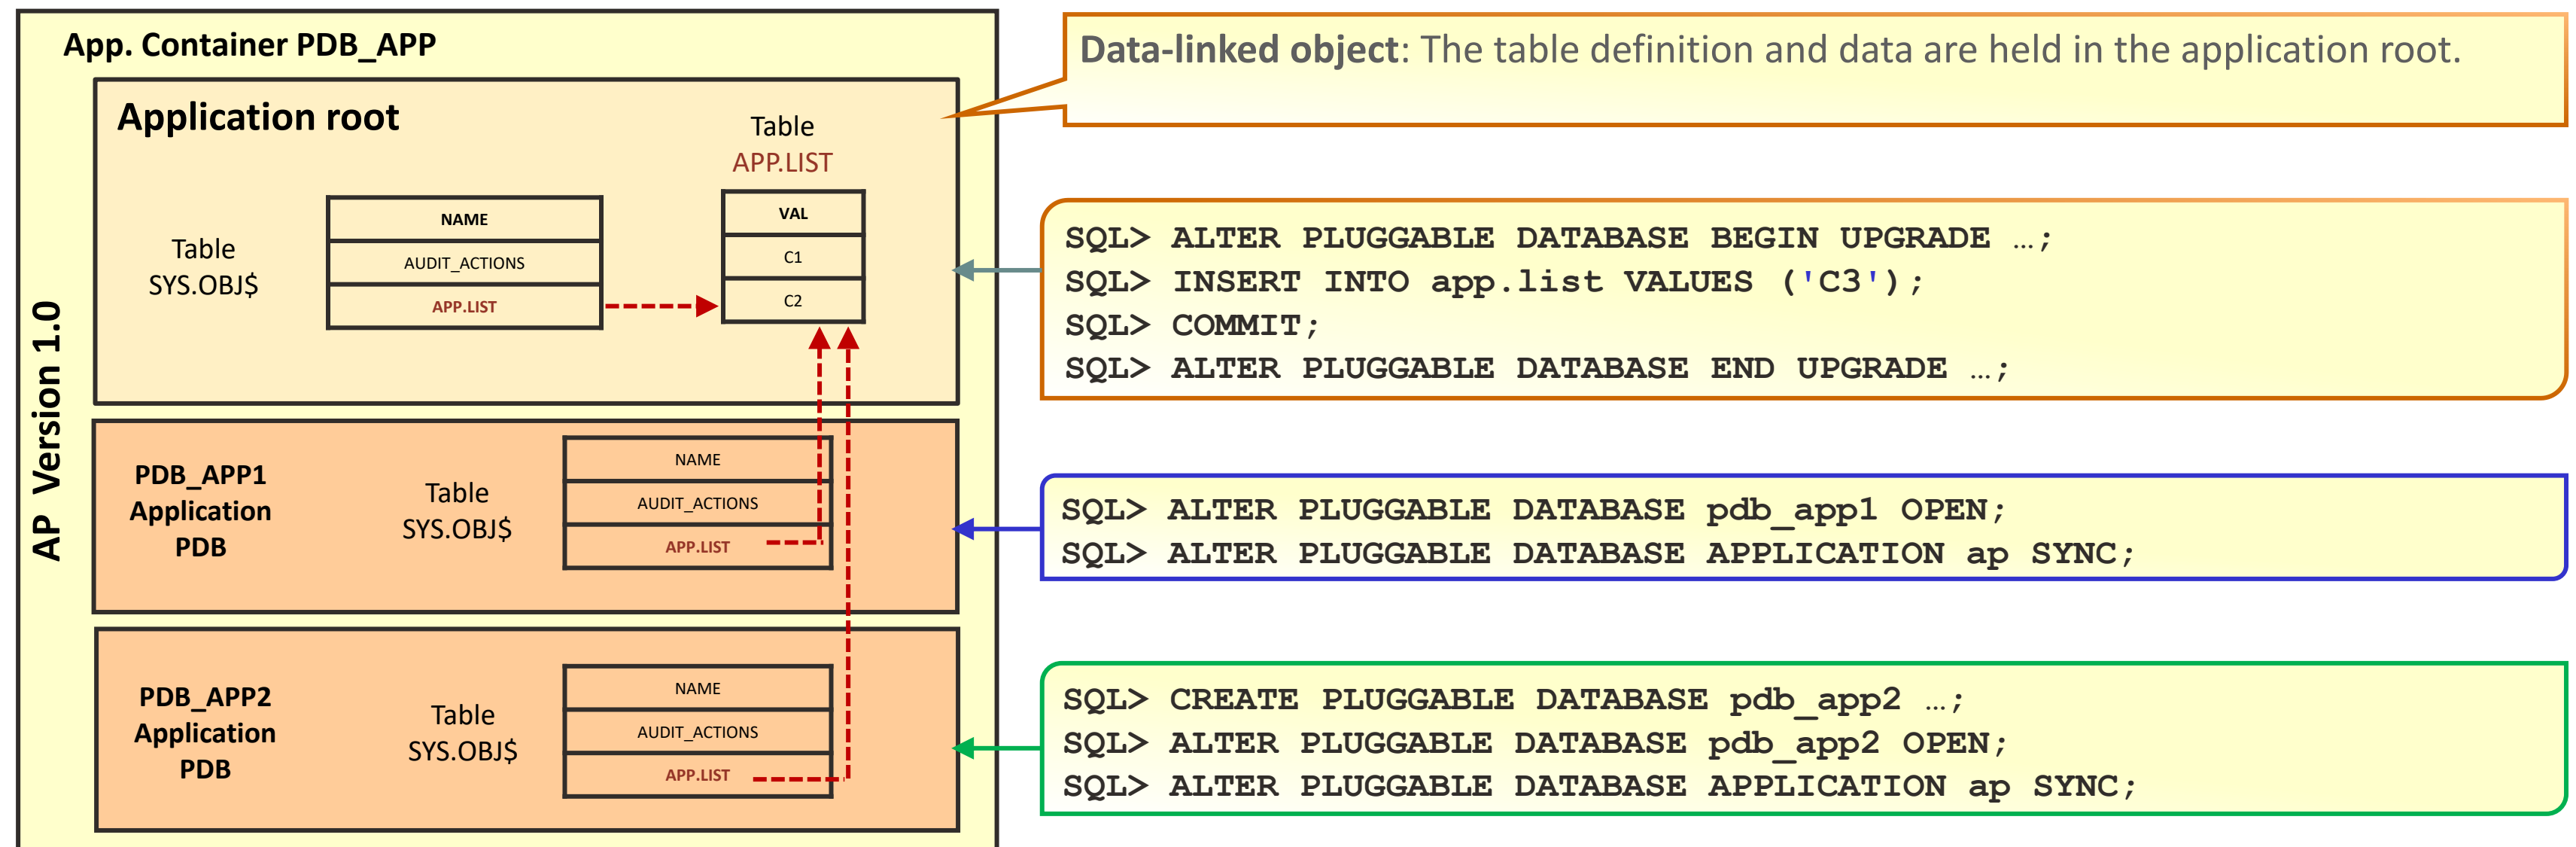 App. Container PDB_APP
AP Version 1.0
Application root
Table
SYS.OBJ$
NAME
AUDIT_ACTIONS
APP.LIST
Table
APP.LIST
VAL
C1
C2
PDB_APP1
Application
PDB
Table
SYS.OBJ$
NAME
AUDIT_ACTIONS
APP.LIST
PDB_APP2
Application
PDB
Table
SYS.OBJ$
NAME
AUDIT_ACTIONS
APP.LIST
Data-linked object: The table definition and data are held in the application root.
SQL> ALTER PLUGGABLE DATABASE BEGIN UPGRADE …;
SQL> INSERT INTO app.list VALUES ('C3');
SQL> COMMIT;
SQL> ALTER PLUGGABLE DATABASE END UPGRADE …;
SQL> ALTER PLUGGABLE DATABASE pdb_app1 OPEN;
SQL> ALTER PLUGGABLE DATABASE APPLICATION ap SYNC;
SQL> CREATE PLUGGABLE DATABASE pdb_app2 …;
SQL> ALTER PLUGGABLE DATABASE pdb_app2 OPEN;
SQL> ALTER PLUGGABLE DATABASE APPLICATION ap SYNC;